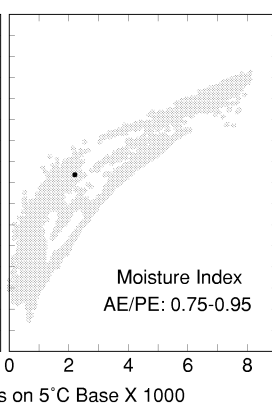 Moisture Index
AE/PE: 0.75-0.95
0 2 4 6 8
s on 5°C Base X 1000